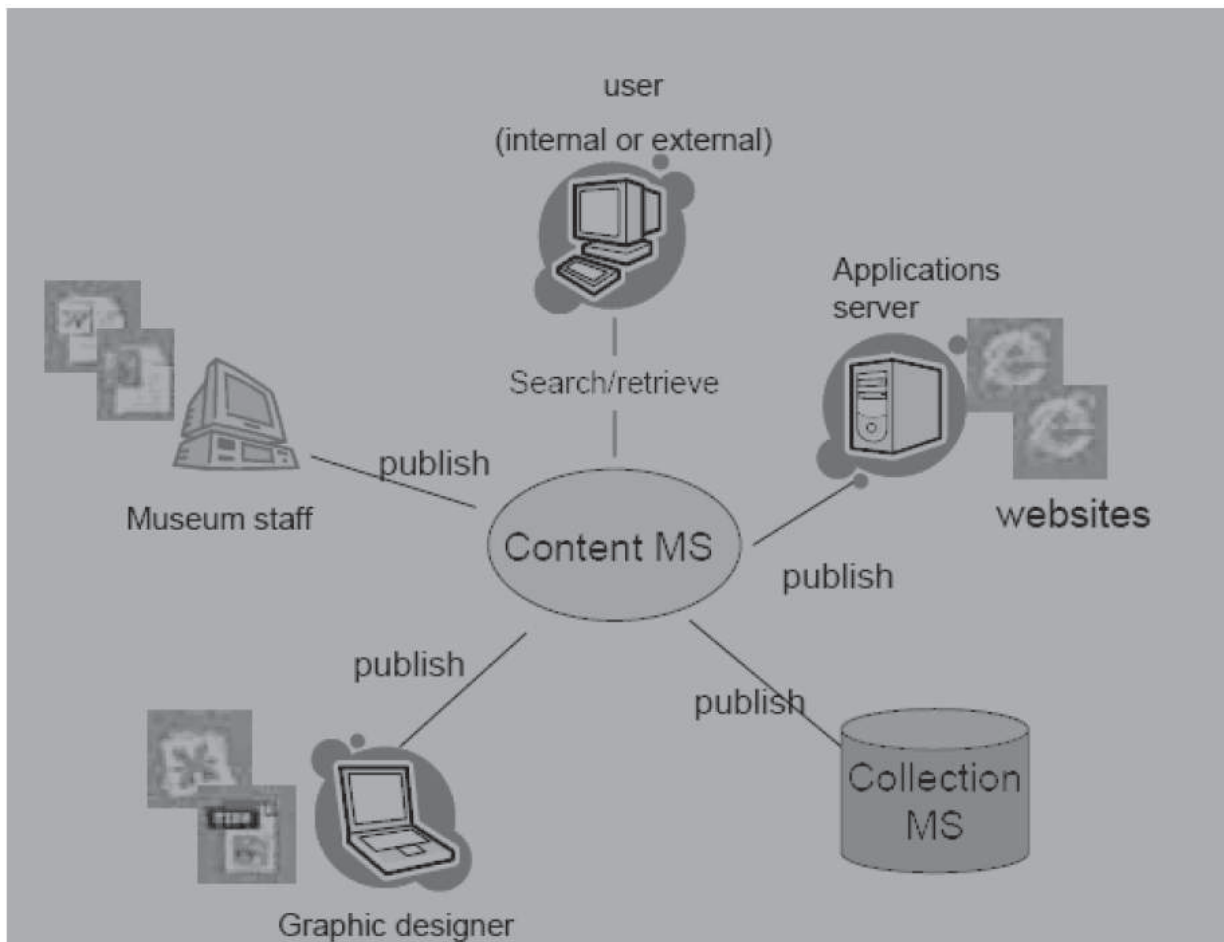 user
(internal or external)
Applications
server
Search/retrieve
publish
Museum staff
websites
Content MS
publish
publish
publish
Collection
MS
Graphic designer